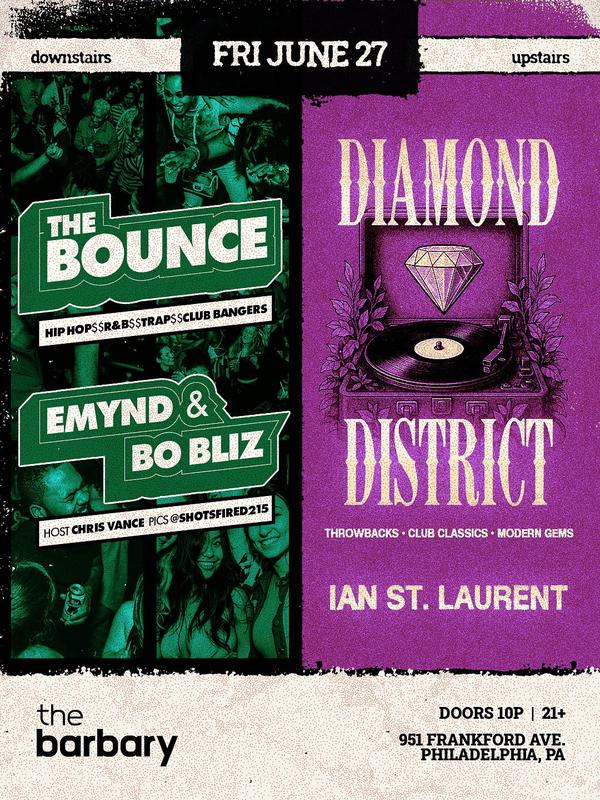 downstairs
FRI JUNE 27
upstairs
THE
BOUNCE
HIP HOP$$R&B$$TRAP$$CLUB BANGERS
EMYND &
BO BLIZ
HOST CHRIS VANCE PICS @SHOTSFIRED215
DIAMOND
DISTRICT
THROWBACKS • CLUB CLASSICS • MODERN GEMS
IAN ST. LAURENT
the
barbary
DOORS 10P | 21+
951 FRANKFORD AVE.
PHILADELPHIA, PA